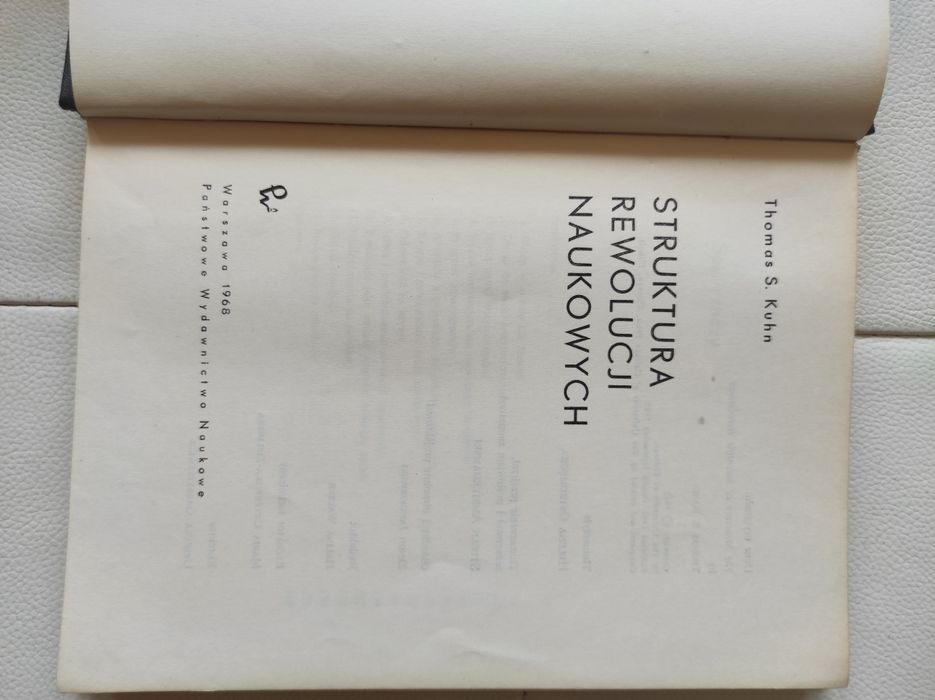 Thomas S. Kuhn
STRUKTURA
REWOLUCJI
NAUKOWYCH
Warszawa 1968
Państwowe Wydawnictwo Naukowe